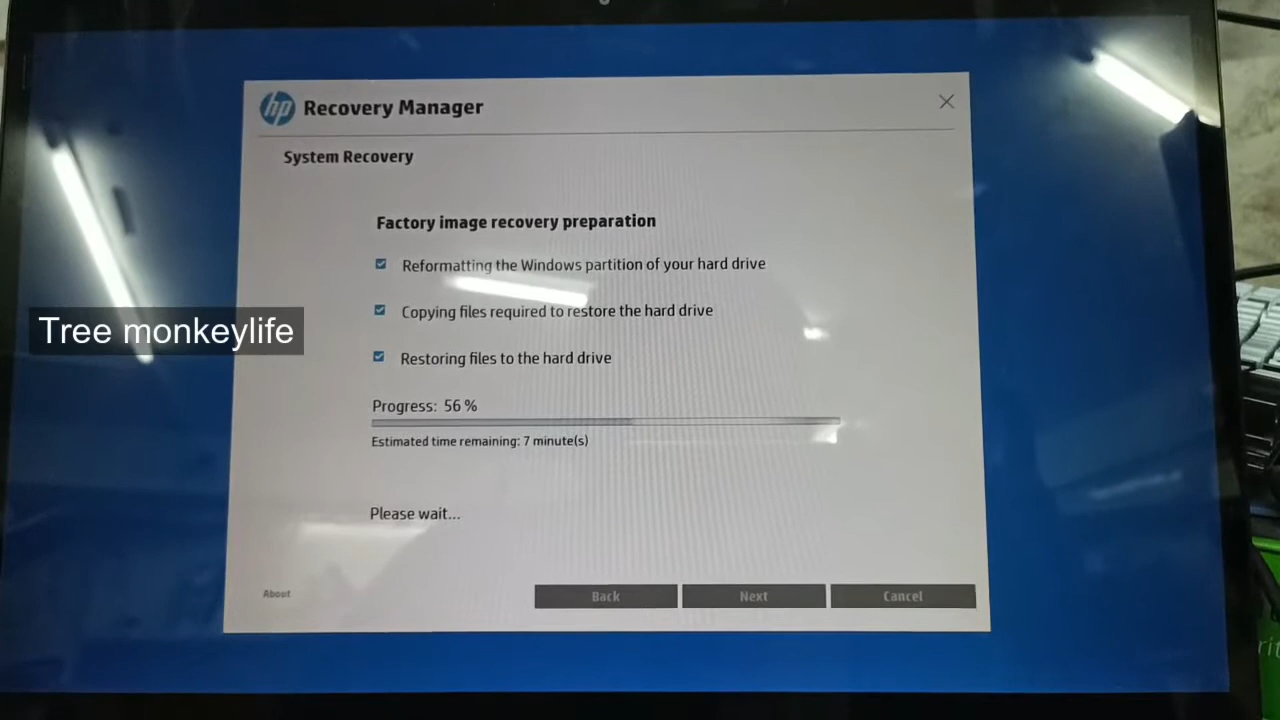 hp Recovery Manager
System Recovery
Factory image recovery preparation
Reformatting the Windows partition of your hard drive
Copying files required to restore the hard drive
Tree monkeylife
Restoring files to the hard drive
Progress: 56 %
Estimated time remaining: 7 minute(s)
Please wait...
About
Back
Next
Cancel